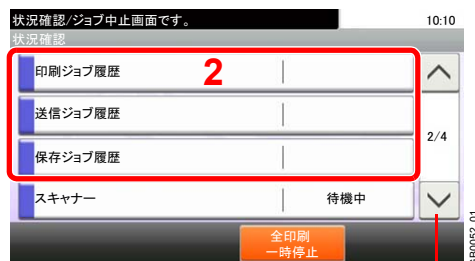 状況確認/ジョブ中止画面です。 10:10
状況確認
印刷ジョブ履歴 2
送信ジョブ履歴
2/4
保存ジョブ履歴
スキャナー 待機中
全印刷
一時停止